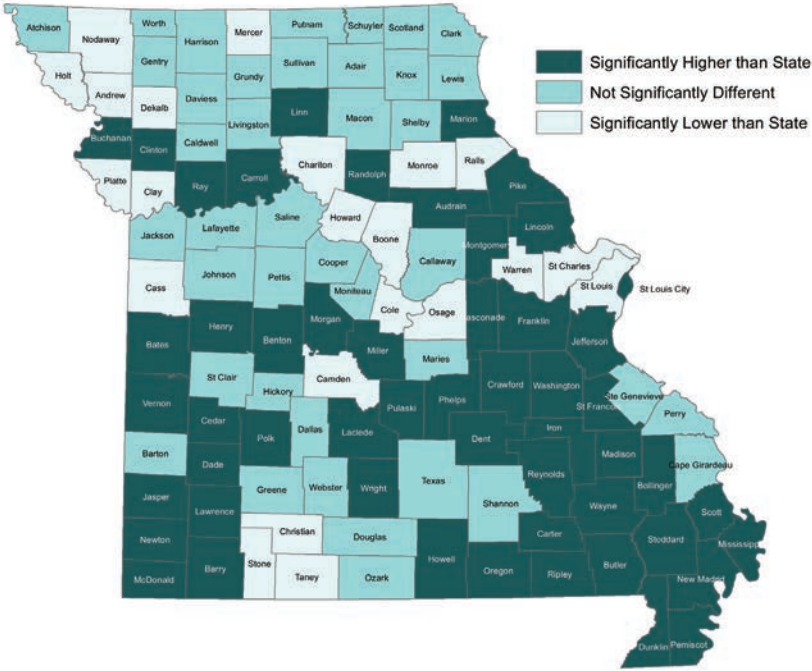 Atchison
Nodaway
Worth
Harrison
Mercer
Putnam
Schuyler
Scotland
Clark
Holt
Gentry
Sullivan
Adair
Knox
Lewis
Grundy
Andrew
Dekalb
Daviess
Linn
Macon
Shelby
Marion
Livingston
Buchanan
Clinton
Caldwell
Chariton
Randolph
Monroe
Ralls
Platte
Clay
Ray
Carroll
Pike
Audrain
Jackson
Lafayette
Saline
Howard
Boone
Callaway
Montgomery
Lincoln
Cass
Johnson
Pettis
Cooper
Moniteau
Warren
St Charles
St Louis
St Louis City
Bates
Henry
Benton
Morgan
Cole
Osage
asconade
Franklin
Jefferson
St Clair
Hickory
Camden
Miller
Maries
Vernon
Cedar
Polk
Dallas
Laclede
Pulaski
Phelps
Crawford
Washington
St Francois
Ste Genevieve
Perry
Barton
Dade
Dent
Iron
Madison
Bollinger
Cape Girardeau
Jasper
Lawrence
Greene
Webster
Wright
Texas
Shannon
Reynolds
Wayne
Scott
Newton
Christian
Douglas
Howell
Carter
Stoddard
Mississippi
McDonald
Barry
Stone
Taney
Ozark
Oregon
Ripley
Butler
New Madrid
Dunklin
Pemiscot
Significantly Higher than State
Not Significantly Different
Significantly Lower than State